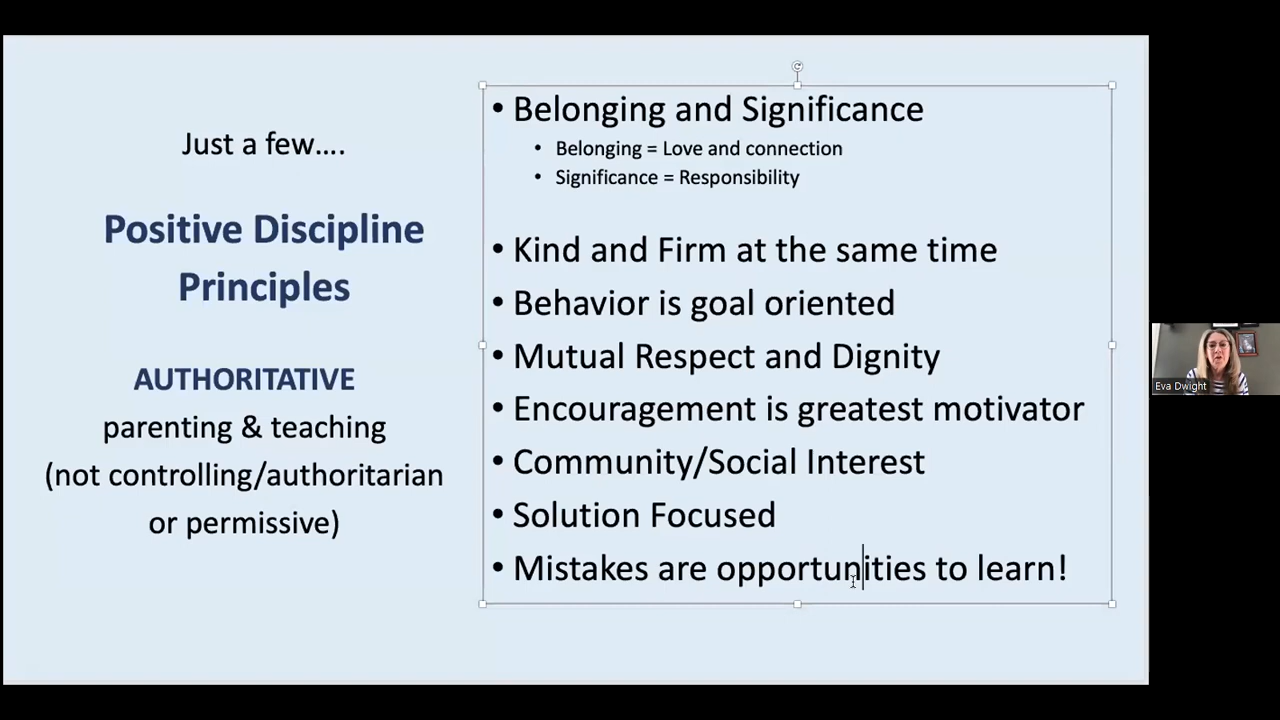 Just a few....
Positive Discipline
Principles
AUTHORITATIVE
parenting & teaching
(not controlling/authoritarian
or permissive)
• Belonging and Significance
• Belonging = Love and connection
• Significance = Responsibility
• Kind and Firm at the same time
• Behavior is goal oriented
• Mutual Respect and Dignity
• Encouragement is greatest motivator
• Community/Social Interest
• Solution Focused
• Mistakes are opportunities to learn!
Eva Dwight